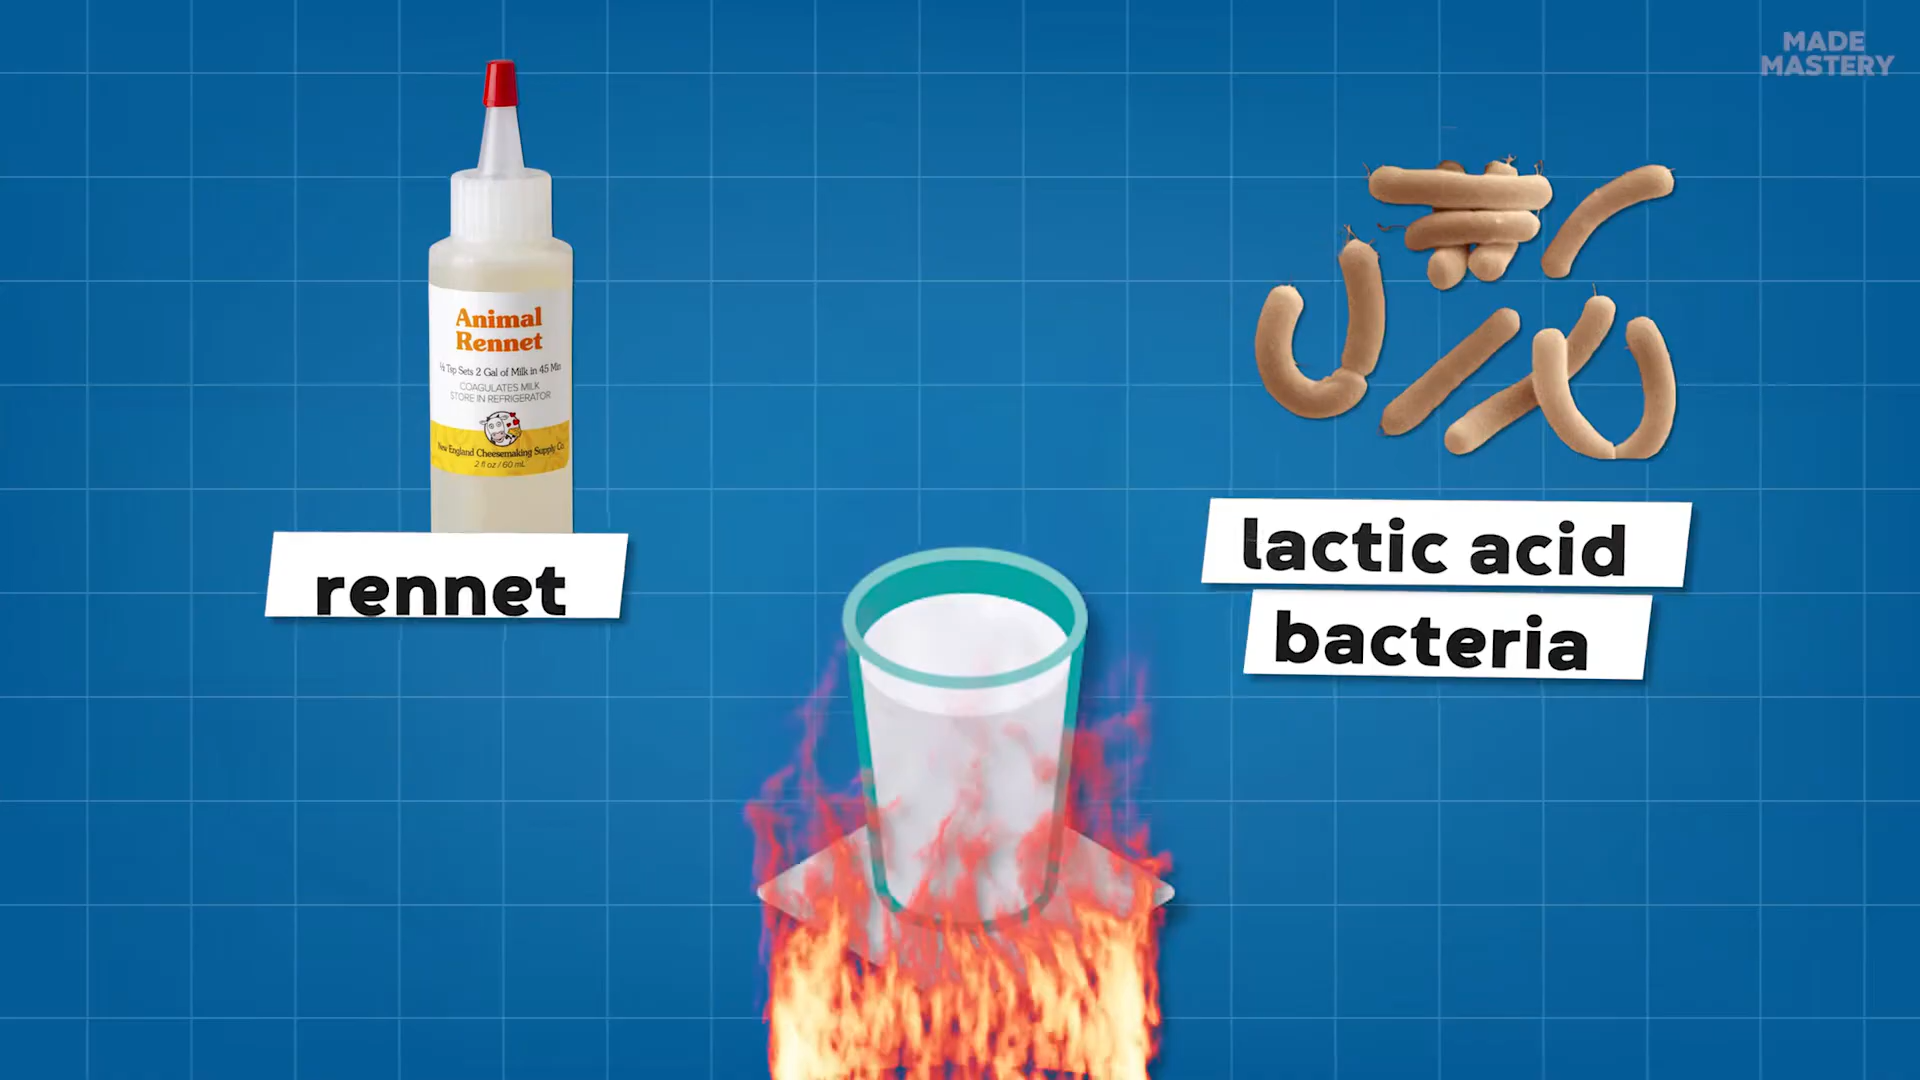 MADE
MASTERY
Animal
Rennet
½ Tsp Sets 2 Gal of Milk in 45 Min
COAGULATES MILK
STORE IN REFRIGERATOR
New England Cheesemaking Supply Co.
2 fl oz / 60 mL
rennet
lactic acid
bacteria